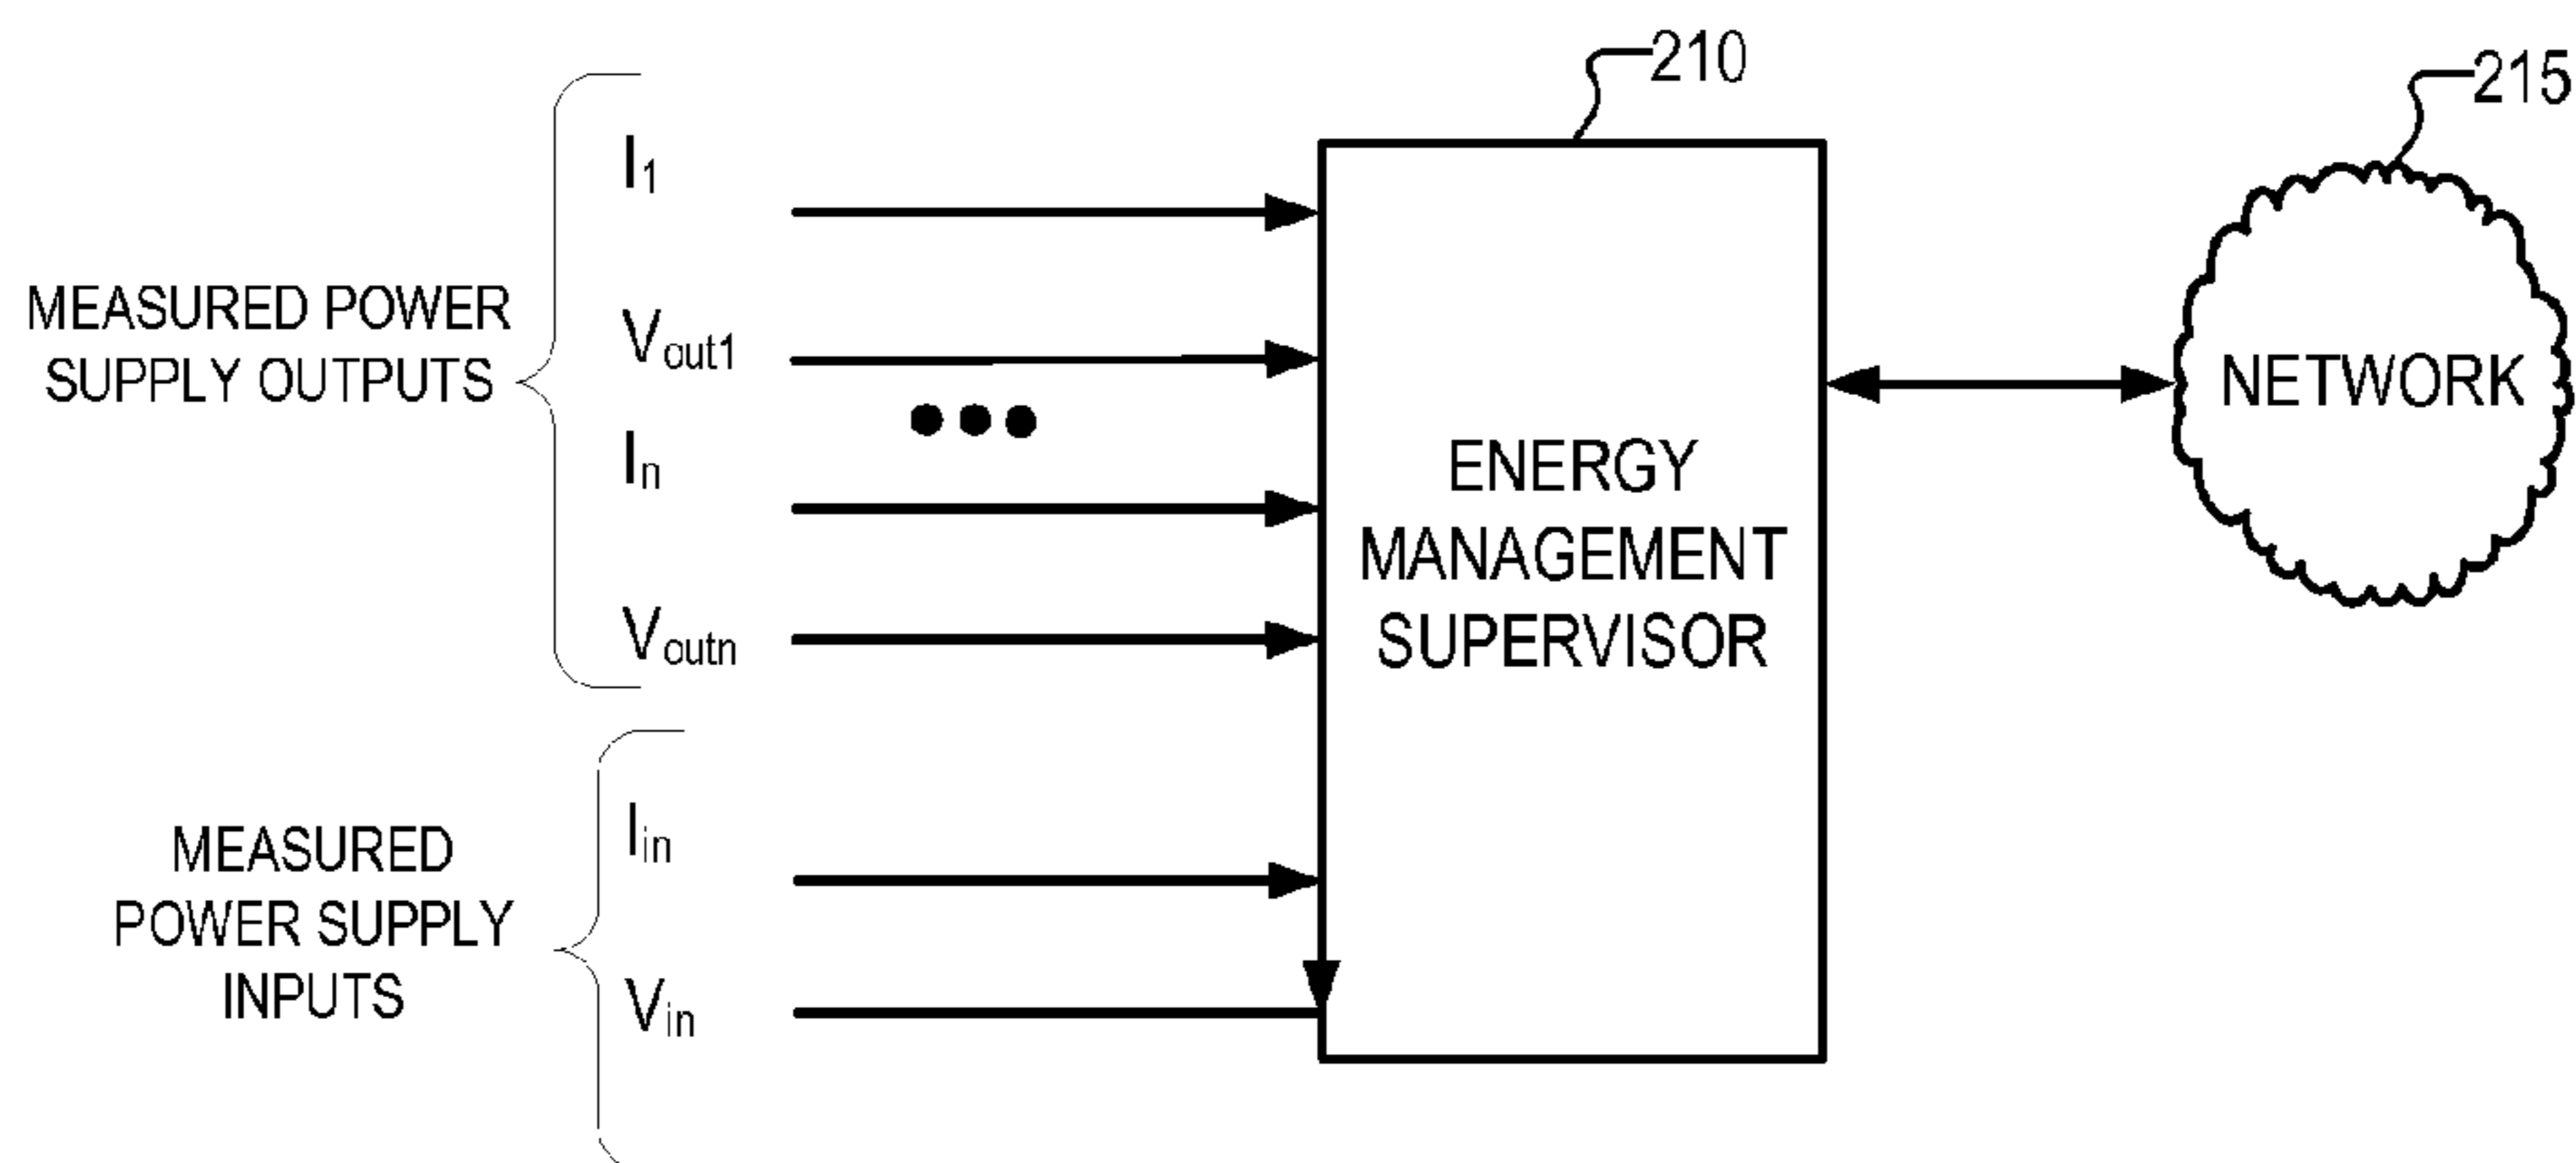 210
215
I1
MEASURED POWER
SUPPLY OUTPUTS
Vout1
In
Voutn
ENERGY
MANAGEMENT
SUPERVISOR
NETWORK
MEASURED
POWER SUPPLY
INPUTS
Iin
Vin